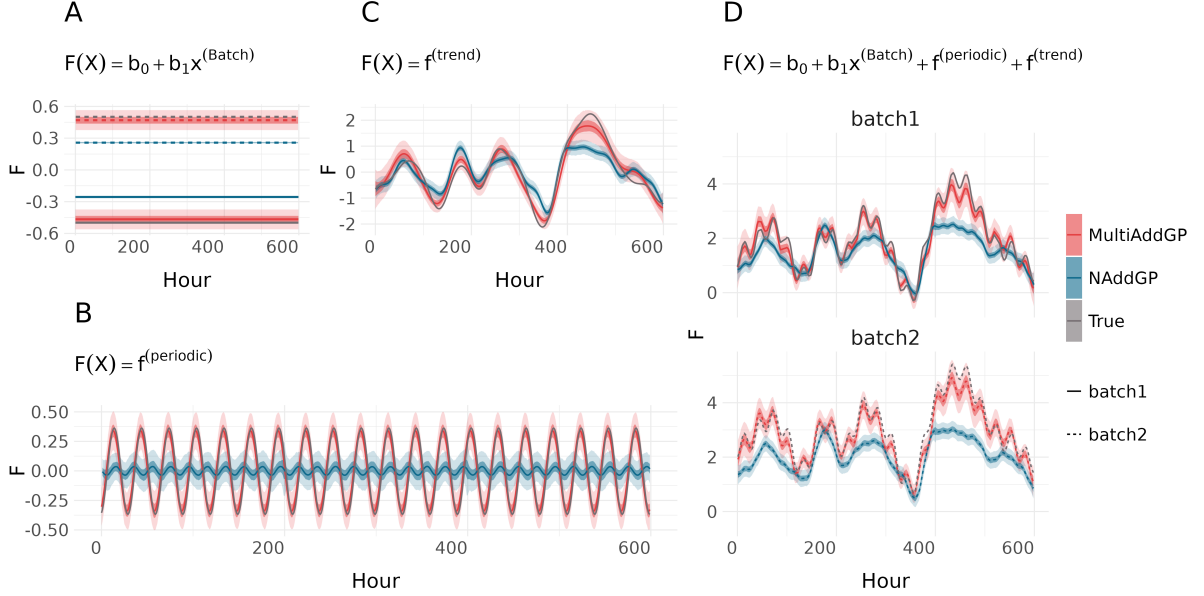 A
F(X) = b₀ + b₁x^(Batch)
0.6
0.3
0.0
-0.3
-0.6
F
0 200 400 600
Hour
C
F(X) = f^(trend)
2
1
0
-1
-2
F
0 200 400 600
Hour
B
F(X) = f^(periodic)
0.50
0.25
0.00
-0.25
-0.50
F
0 200 400 600
Hour
D
F(X) = b₀ + b₁x^(Batch) + f^(periodic) + f^(trend)
batch1
4
2
0
F
batch2
4
2
0
0 200 400 600
Hour
MultiAddGP
NAddGP
True
batch1
batch2